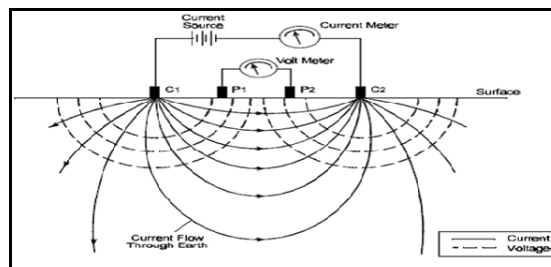 Current
Source
Current Meter
Volt Meter
C1
P1
P2
C2
Surface
Current Flow
Through Earth
Current
Voltage